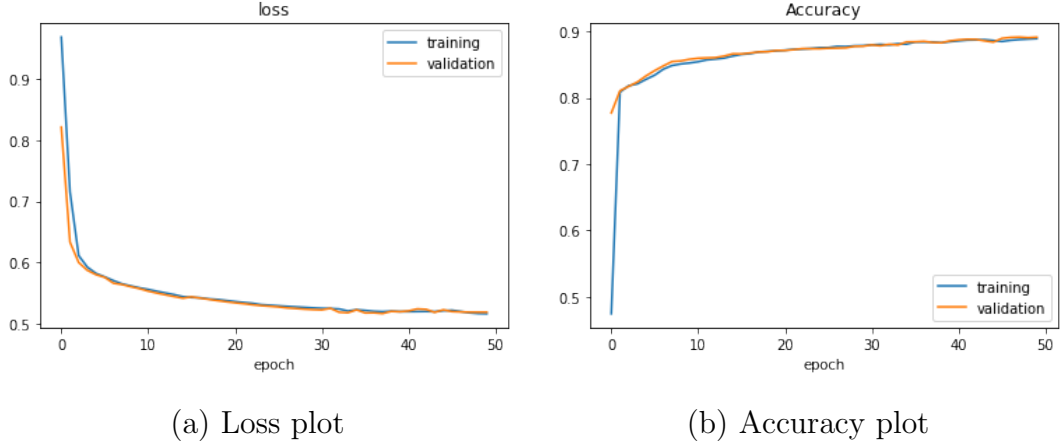 loss
training
validation
0.9
0.8
0.7
0.6
0.5
0 10 20 30 40 50
epoch
(a) Loss plot
Accuracy
0.9
0.8
0.7
0.6
0.5
training
validation
0 10 20 30 40 50
epoch
(b) Accuracy plot